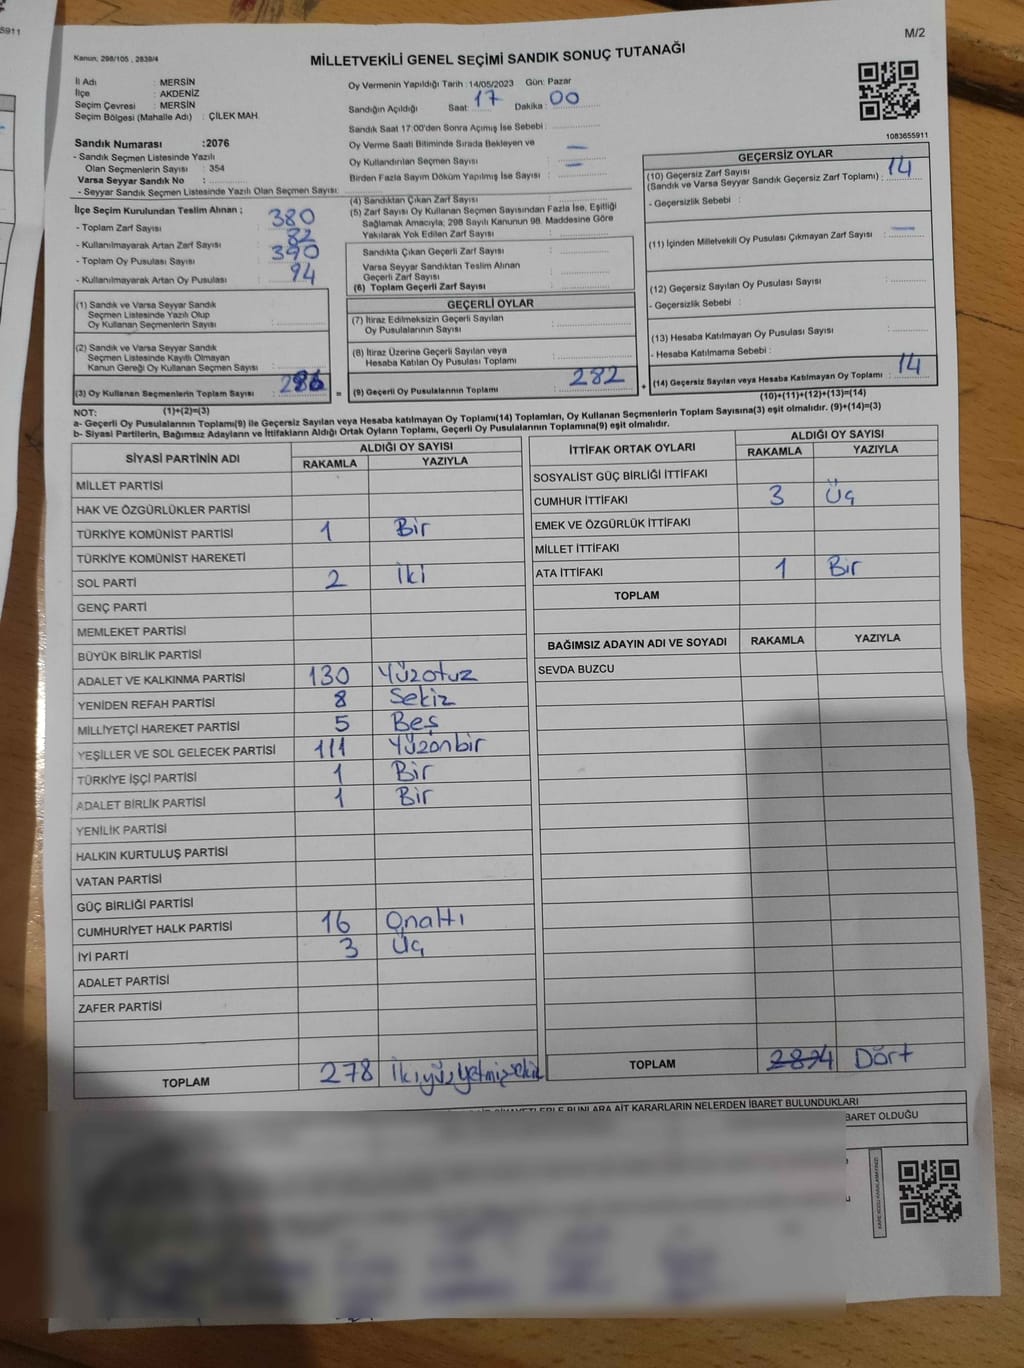 5911
M/2
Kanun, 298/105 , 2839/4
MİLLETVEKİLİ GENEL SEÇİMİ SANDIK SONUÇ TUTANAĞI
İl Adı : MERSİN
İlçe : AKDENİZ
Seçim Çevresi : MERSİN
Seçim Bölgesi (Mahalle Adı) : ÇİLEK MAH.
Sandık Numarası :2076
- Sandık Seçmen Listesinde Yazılı
Olan Seçmenlerin Sayısı : 354
Varsa Seyyar Sandık No :
- Seyyar Sandık Seçmen Listesinde Yazılı Olan Seçmen Sayısı:
Oy Vermenin Yapıldığı Tarih : 14/05/2023 Gün: Pazar
Sandığın Açıldığı Saat: 17 Dakika : 00
Sandık Saat 17:00'den Sonra Açımış İse Sebebi :
Oy Verme Saati Bitiminde Sırada Bekleyen ve
Oy Kullandırılan Seçmen Sayısı : —
Birden Fazla Sayım Döküm Yapılmış İse Sayısı : —
1083655911
İlçe Seçim Kurulundan Teslim Alınan ;
- Toplam Zarf Sayısı : 380
- Kullanılmayarak Artan Zarf Sayısı : 82
- Toplam Oy Pusulası Sayısı : 390
- Kullanılmayarak Artan Oy Pusulası : 94
(1) Sandık ve Varsa Seyyar Sandık
Seçmen Listesinde Yazılı Olup
Oy Kullanan Seçmenlerin Sayısı :
(2) Sandık ve Varsa Seyyar Sandık
Seçmen Listesinde Kayıtlı Olmayan
Kanun Gereği Oy Kullanan Seçmen Sayısı :
(3) Oy Kullanan Seçmenlerin Toplam Sayısı :
(4) Sandıktan Çıkan Zarf Sayısı :
(5) Zarf Sayısı Oy Kullanan Seçmen Sayısından Fazla İse, Eşitliği
Sağlamak Amacıyla; 298 Sayılı Kanunun 98. Maddesine Göre
Yakılarak Yok Edilen Zarf Sayısı :
Sandıkta Çıkan Geçerli Zarf Sayısı :
Varsa Seyyar Sandıktan Teslim Alınan
Geçerli Zarf Sayısı :
(6) Toplam Geçerli Zarf Sayısı :
GEÇERLİ OYLAR
(7) İtiraz Edilmeksizin Geçerli Sayılan
Oy Pusulalarının Sayısı :
(8) İtiraz Üzerine Geçerli Sayılan veya
Hesaba Katılan Oy Pusulası Toplamı :
= (9) Geçerli Oy Pusulalarının Toplamı : 282
GEÇERSİZ OYLAR
(10) Geçersiz Zarf Sayısı
(Sandık ve Varsa Seyyar Sandık Geçersiz Zarf Toplamı) : 14
- Geçersizlik Sebebi :
(11) İçinden Milletvekili Oy Pusulası Çıkmayan Zarf Sayısı : —
(12) Geçersiz Sayılan Oy Pusulası Sayısı :
- Geçersizlik Sebebi :
(13) Hesaba Katılmayan Oy Pusulası Sayısı :
- Hesaba Katılmama Sebebi :
+ (14) Geçersiz Sayılan veya Hesaba Katılmayan Oy Toplamı : 14
NOT: (1)+(2)=(3) (10)+(11)+(12)+(13)=(14)
a- Geçerli Oy Pusulalarının Toplamı(9) ile Geçersiz Sayılan veya Hesaba katılmayan Oy Toplamı(14) Toplamları, Oy Kullanan Seçmenlerin Toplam Sayısına(3) eşit olmalıdır. (9)+(14)=(3)
b- Siyasi Partilerin, Bağımsız Adayların ve İttifakların Aldığı Ortak Oyların Toplamı, Geçerli Oy Pusulalarının Toplamına(9) eşit olmalıdır.
SİYASİ PARTİNİN ADI ALDIĞI OY SAYISI
RAKAMLA YAZIYLA
MİLLET PARTİSİ
HAK VE ÖZGÜRLÜKLER PARTİSİ
TÜRKİYE KOMÜNİST PARTİSİ 1 Bir
TÜRKİYE KOMÜNİST HAREKETİ
SOL PARTİ 2 İki
GENÇ PARTİ
MEMLEKET PARTİSİ
BÜYÜK BİRLİK PARTİSİ
ADALET VE KALKINMA PARTİSİ 130 Yüzotuz
YENİDEN REFAH PARTİSİ 8 Sekiz
MİLLİYETÇİ HAREKET PARTİSİ 5 Beş
YEŞİLLER VE SOL GELECEK PARTİSİ 111 Yüzonbir
TÜRKİYE İŞÇİ PARTİSİ 1 Bir
ADALET BİRLİK PARTİSİ 1 Bir
YENİLİK PARTİSİ
HALKIN KURTULUŞ PARTİSİ
VATAN PARTİSİ
GÜÇ BİRLİĞİ PARTİSİ
CUMHURİYET HALK PARTİSİ 16 Onaltı
İYİ PARTİ 3 Üç
ADALET PARTİSİ
ZAFER PARTİSİ
TOPLAM 278 İkiyüzyetmişsekiz
İTTİFAK ORTAK OYLARI ALDIĞI OY SAYISI
RAKAMLA YAZIYLA
SOSYALİST GÜÇ BİRLİĞİ İTTİFAKI
CUMHUR İTTİFAKI 3 Üç
EMEK VE ÖZGÜRLÜK İTTİFAKI
MİLLET İTTİFAKI
ATA İTTİFAKI 1 Bir
TOPLAM
BAĞIMSIZ ADAYIN ADI VE SOYADI RAKAMLA YAZIYLA
SEVDA BUZCU
TOPLAM 4 Dört
BUNLARA AİT KARARLARIN NELERDEN İBARET BULUNDUKLARI
BARET OLDUĞU